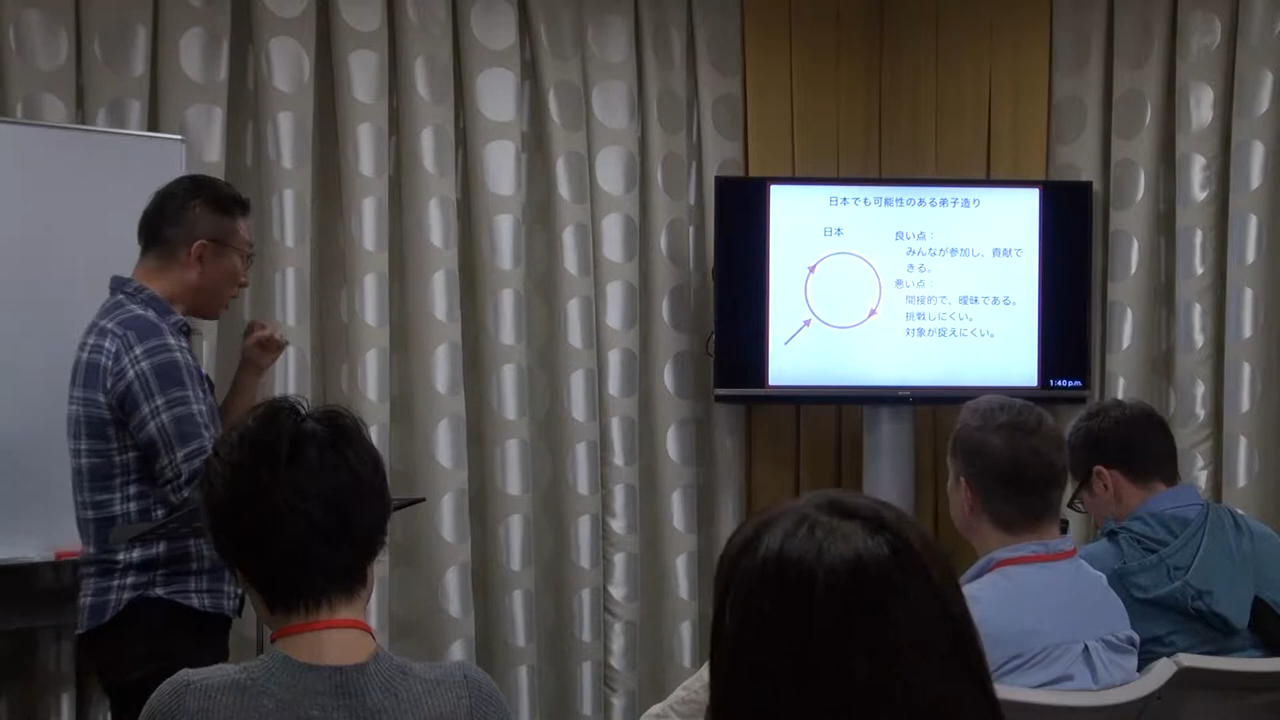 日本でも可能性のある弟子造り
日本
良い点：
みんなが参加し、貢献で
きる。
悪い点：
間接的で、曖昧である。
挑戦しにくい。
対象が捉えにくい。
1:40 p.m.